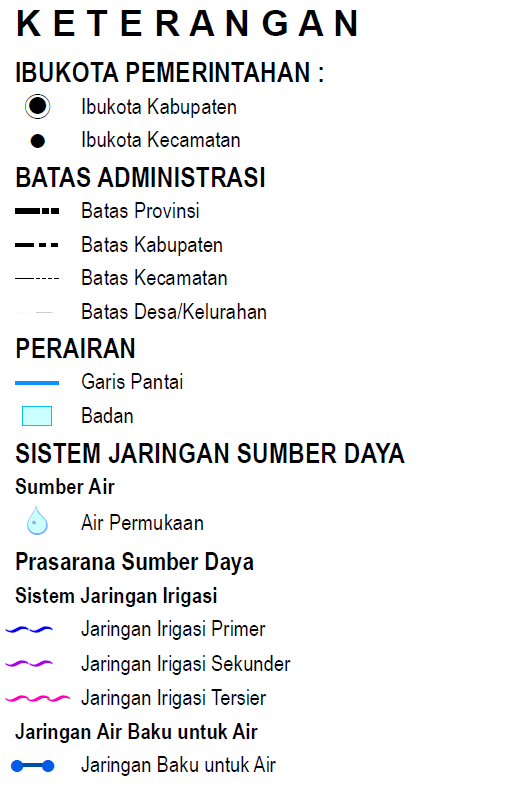 KETERANGAN
IBUKOTA PEMERINTAHAN :
Ibukota Kabupaten
Ibukota Kecamatan
BATAS ADMINISTRASI
Batas Provinsi
Batas Kabupaten
Batas Kecamatan
Batas Desa/Kelurahan
PERAIRAN
Garis Pantai
Badan
SISTEM JARINGAN SUMBER DAYA
Sumber Air
Air Permukaan
Prasarana Sumber Daya
Sistem Jaringan Irigasi
Jaringan Irigasi Primer
Jaringan Irigasi Sekunder
Jaringan Irigasi Tersier
Jaringan Air Baku untuk Air
Jaringan Baku untuk Air